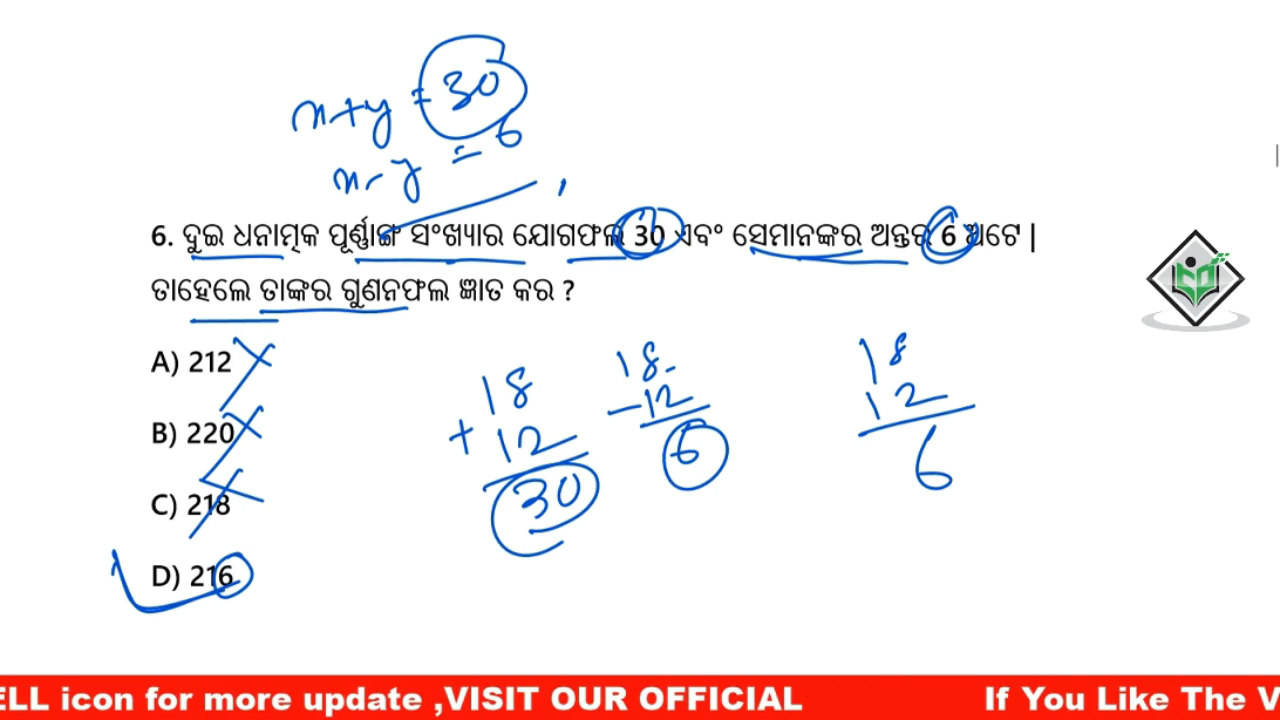 x+y = 30
x-y = 6
6. ଦୁଇ ଧନାତ୍ମକ ପୂର୍ଣ୍ଣାଙ୍କ ସଂଖ୍ୟାର ଯୋଗଫଳ 30 ଏବଂ ସେମାନଙ୍କର ଅନ୍ତର 6 ଅଟେ |
ତାହେଲେ ତାଙ୍କର ଗୁଣନଫଲ ଜ୍ଞାତ କର ?
A) 212
B) 220
C) 218
D) 216
18
+ 12
30
18
-12
6
18
12
6
ELL icon for more update ,VISIT OUR OFFICIAL If You Like The V